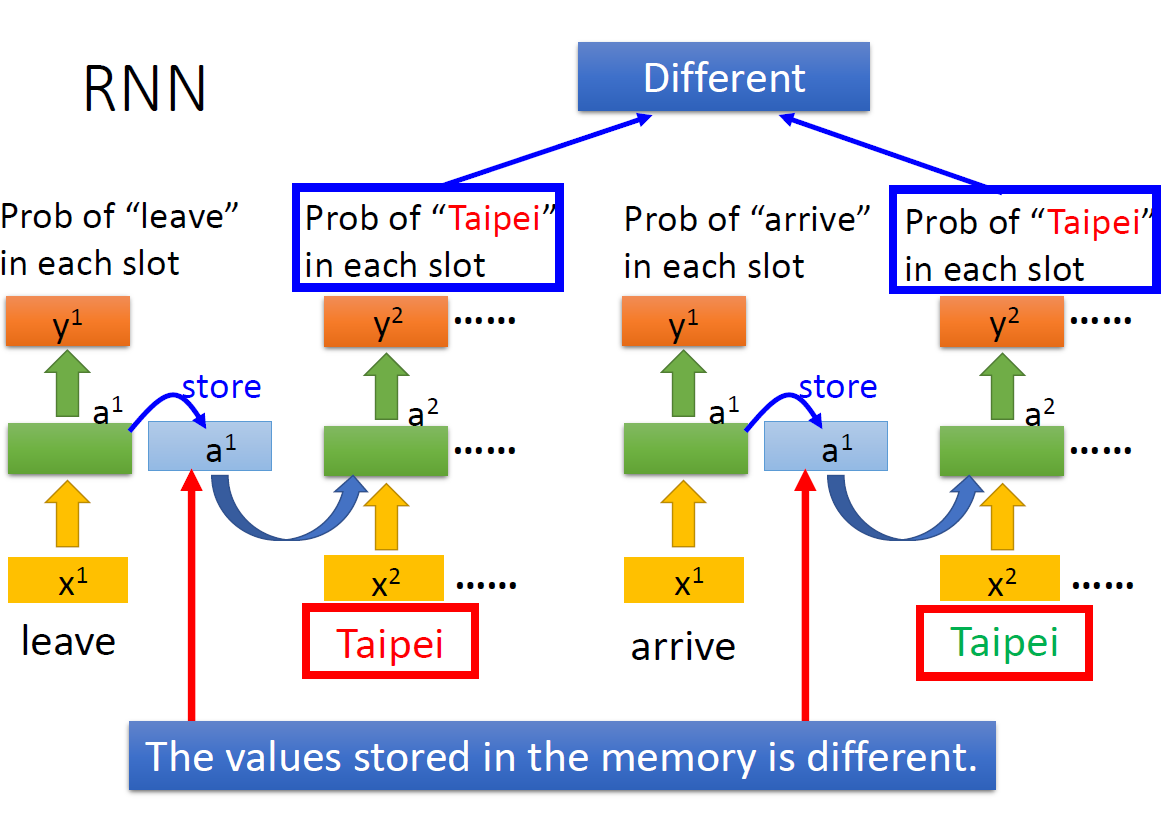 RNN
Different
Prob of “leave”
in each slot
Prob of “Taipei”
in each slot
Prob of “arrive”
in each slot
Prob of “Taipei”
in each slot
y¹
y²
……
y¹
y²
……
store
store
a¹
a²
a¹
a²
a¹
……
a¹
……
x¹
x²
……
x¹
x²
……
leave
Taipei
arrive
Taipei
The values stored in the memory is different.